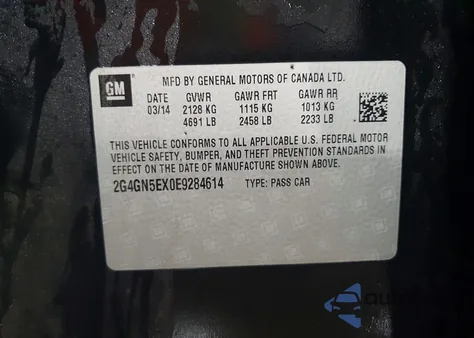 GM
MFD BY GENERAL MOTORS OF CANADA LTD.
DATE GVWR GAWR FRT GAWR RR
03/14 2128 KG 1115 KG 1013 KG
4691 LB 2458 LB 2233 LB
THIS VEHICLE CONFORMS TO ALL APPLICABLE U.S. FEDERAL MOTOR
VEHICLE SAFETY, BUMPER, AND THEFT PREVENTION STANDARDS IN
EFFECT ON THE DATE OF MANUFACTURE SHOWN ABOVE.
2G4GN5EX0E9284614 TYPE: PASS CAR